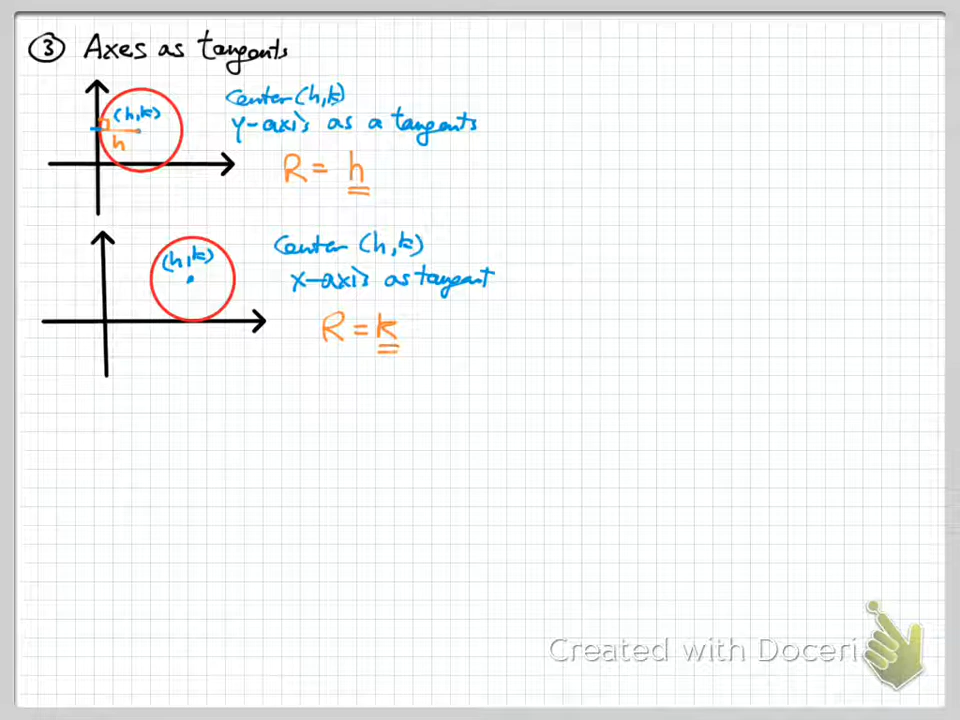 ③ Axes as tangents
center (h,k)
(h,k)
y-axis as a tangents
h
R = h
center (h,k)
(h,k)
x-axis as tangent
R = k
Created with Doceri